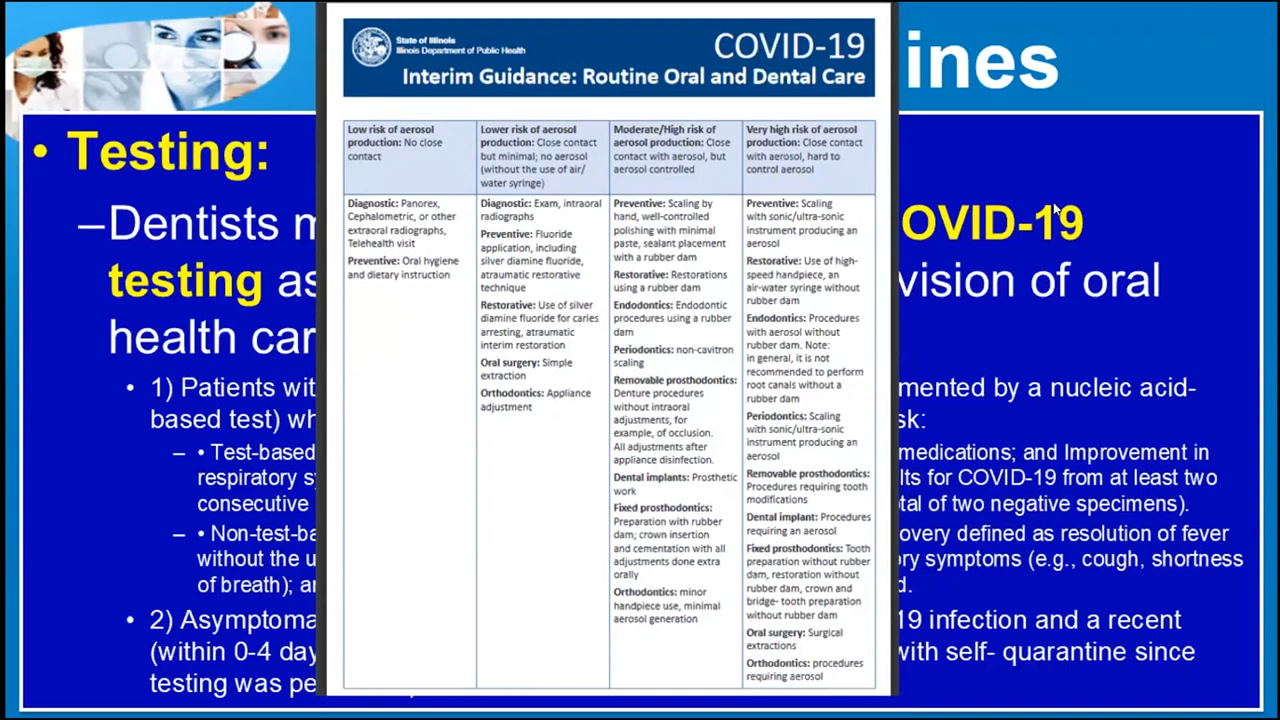 State of Illinois
Illinois Department of Public Health
COVID-19
Interim Guidance: Routine Oral and Dental Care
Low risk of aerosol
production: No close
contact
Lower risk of aerosol
production: Close contact
but minimal; no aerosol
(without the use of air/
water syringe)
Moderate/High risk of
aerosol production: Close
contact with aerosol, but
aerosol controlled
Very high risk of aerosol
production: Close contact
with aerosol, hard to
control aerosol
Diagnostic: Panorex,
Cephalometric, or other
extraoral radiographs,
Telehealth visit
Preventive: Oral hygiene
and dietary instruction
Diagnostic: Exam, intraoral
radiographs
Preventive: Fluoride
application, including
silver diamine fluoride,
atraumatic restorative
technique
Restorative: Use of silver
diamine fluoride for caries
arresting, atraumatic
interim restoration
Oral surgery: Simple
extraction
Orthodontics: Appliance
adjustment
Preventive: Scaling by
hand, well-controlled
polishing with minimal
paste, sealant placement
with a rubber dam
Restorative: Restorations
using a rubber dam
Endodontics: Endodontic
procedures using a rubber
dam
Periodontics: non-cavitron
scaling
Removable prosthodontics:
Denture procedures
without intraoral
adjustments, for
example, of occlusion.
All adjustments after
appliance disinfection.
Dental implants: Prosthetic
work
Fixed prosthodontics:
Preparation with rubber
dam; crown insertion
and cementation with all
adjustments done extra
orally
Orthodontics: minor
handpiece use, minimal
aerosol generation
Preventive: Scaling
with sonic/ultra-sonic
instrument producing an
aerosol
Restorative: Use of high-
speed handpiece, an
air-water syringe without
rubber dam
Endodontics: Procedures
with aerosol without
rubber dam. Note:
in general, it is not
recommended to perform
root canals without a
rubber dam
Periodontics: Scaling
with sonic/ultra-sonic
instrument producing an
aerosol
Removable prosthodontics:
Procedures requiring tooth
modifications
Dental implant: Procedures
requiring an aerosol
Fixed prosthodontics: Tooth
preparation without rubber
dam, restoration without
rubber dam, crown and
bridge- tooth preparation
without rubber dam
Oral surgery: Surgical
extractions
Orthodontics: procedures
requiring aerosol
ines
• Testing:
–Dentists m OVID-19
testing as vision of oral
health car
• 1) Patients wit mented by a nucleic acid-
based test) wh sk:
– • Test-based medications; and Improvement in
respiratory sy lts for COVID-19 from at least two
consecutive tal of two negative specimens).
– • Non-test-ba overy defined as resolution of fever
without the u ry symptoms (e.g., cough, shortness
of breath); an d.
• 2) Asymptoma 19 infection and a recent
(within 0-4 day with self- quarantine since
testing was pe